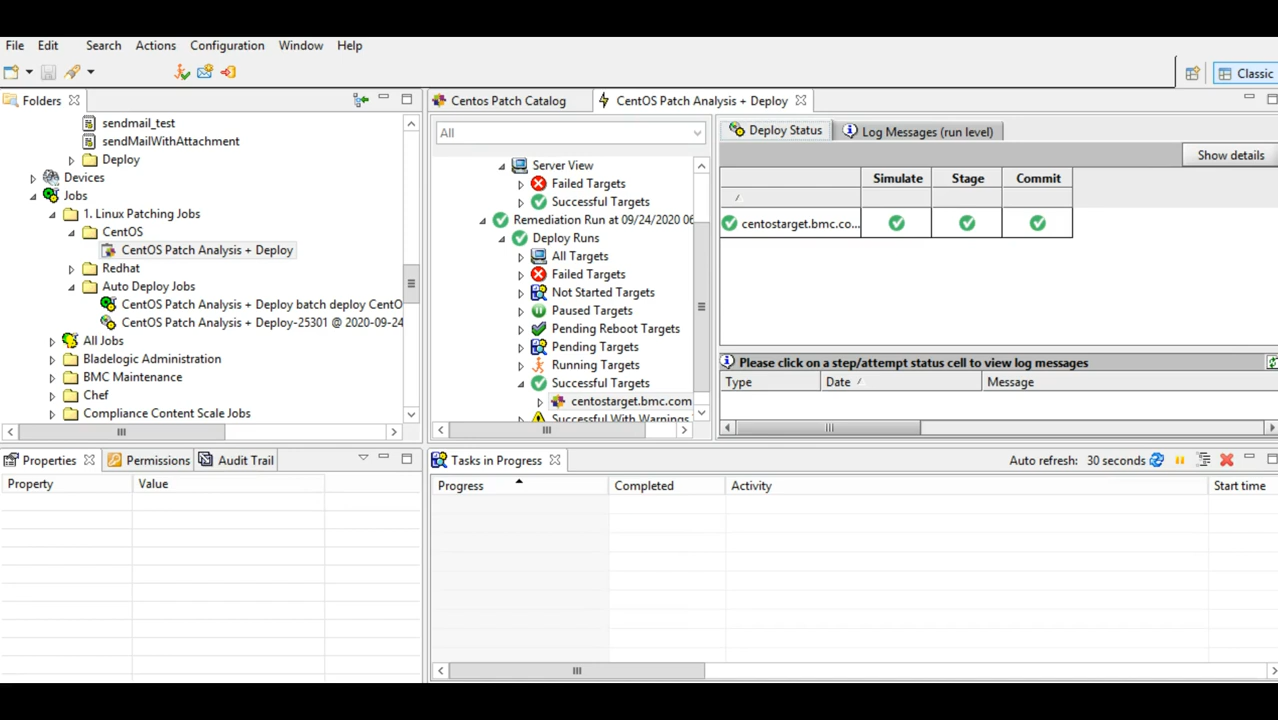 File Edit Search Actions Configuration Window Help
Classic
Folders
sendmail_test
sendMailWithAttachment
Deploy
Devices
Jobs
1. Linux Patching Jobs
CentOS
CentOS Patch Analysis + Deploy
Redhat
Auto Deploy Jobs
CentOS Patch Analysis + Deploy batch deploy CentO
CentOS Patch Analysis + Deploy-25301 @ 2020-09-24
All Jobs
Bladelogic Administration
BMC Maintenance
Chef
Compliance Content Scale Jobs
Centos Patch Catalog
CentOS Patch Analysis + Deploy
All
Server View
Failed Targets
Successful Targets
Remediation Run at 09/24/2020 06
Deploy Runs
All Targets
Failed Targets
Not Started Targets
Paused Targets
Pending Reboot Targets
Pending Targets
Running Targets
Successful Targets
centostarget.bmc.com
Successful With Warnings
Deploy Status
Log Messages (run level)
Show details
Simulate Stage Commit
centostarget.bmc.co...
Please click on a step/attempt status cell to view log messages
Type Date Message
Properties Permissions Audit Trail
Property Value
Tasks in Progress
Auto refresh: 30 seconds
Progress Completed Activity Start time